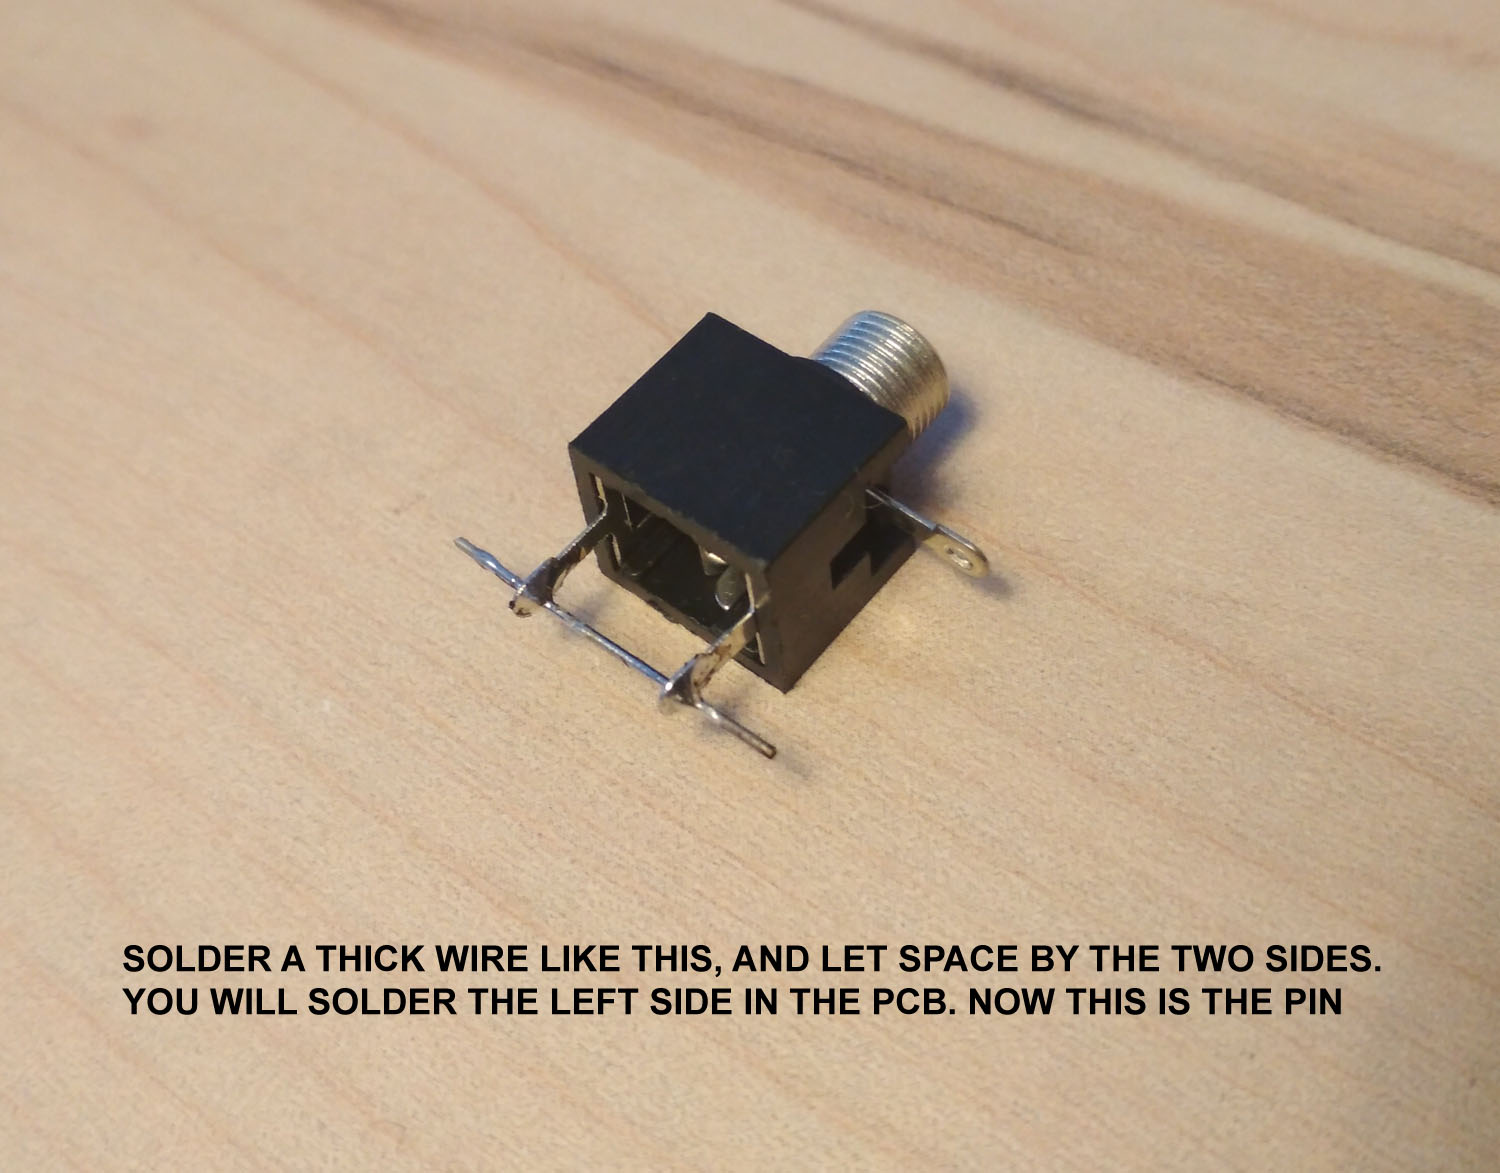 SOLDER A THICK WIRE LIKE THIS, AND LET SPACE BY THE TWO SIDES.
YOU WILL SOLDER THE LEFT SIDE IN THE PCB. NOW THIS IS THE PIN